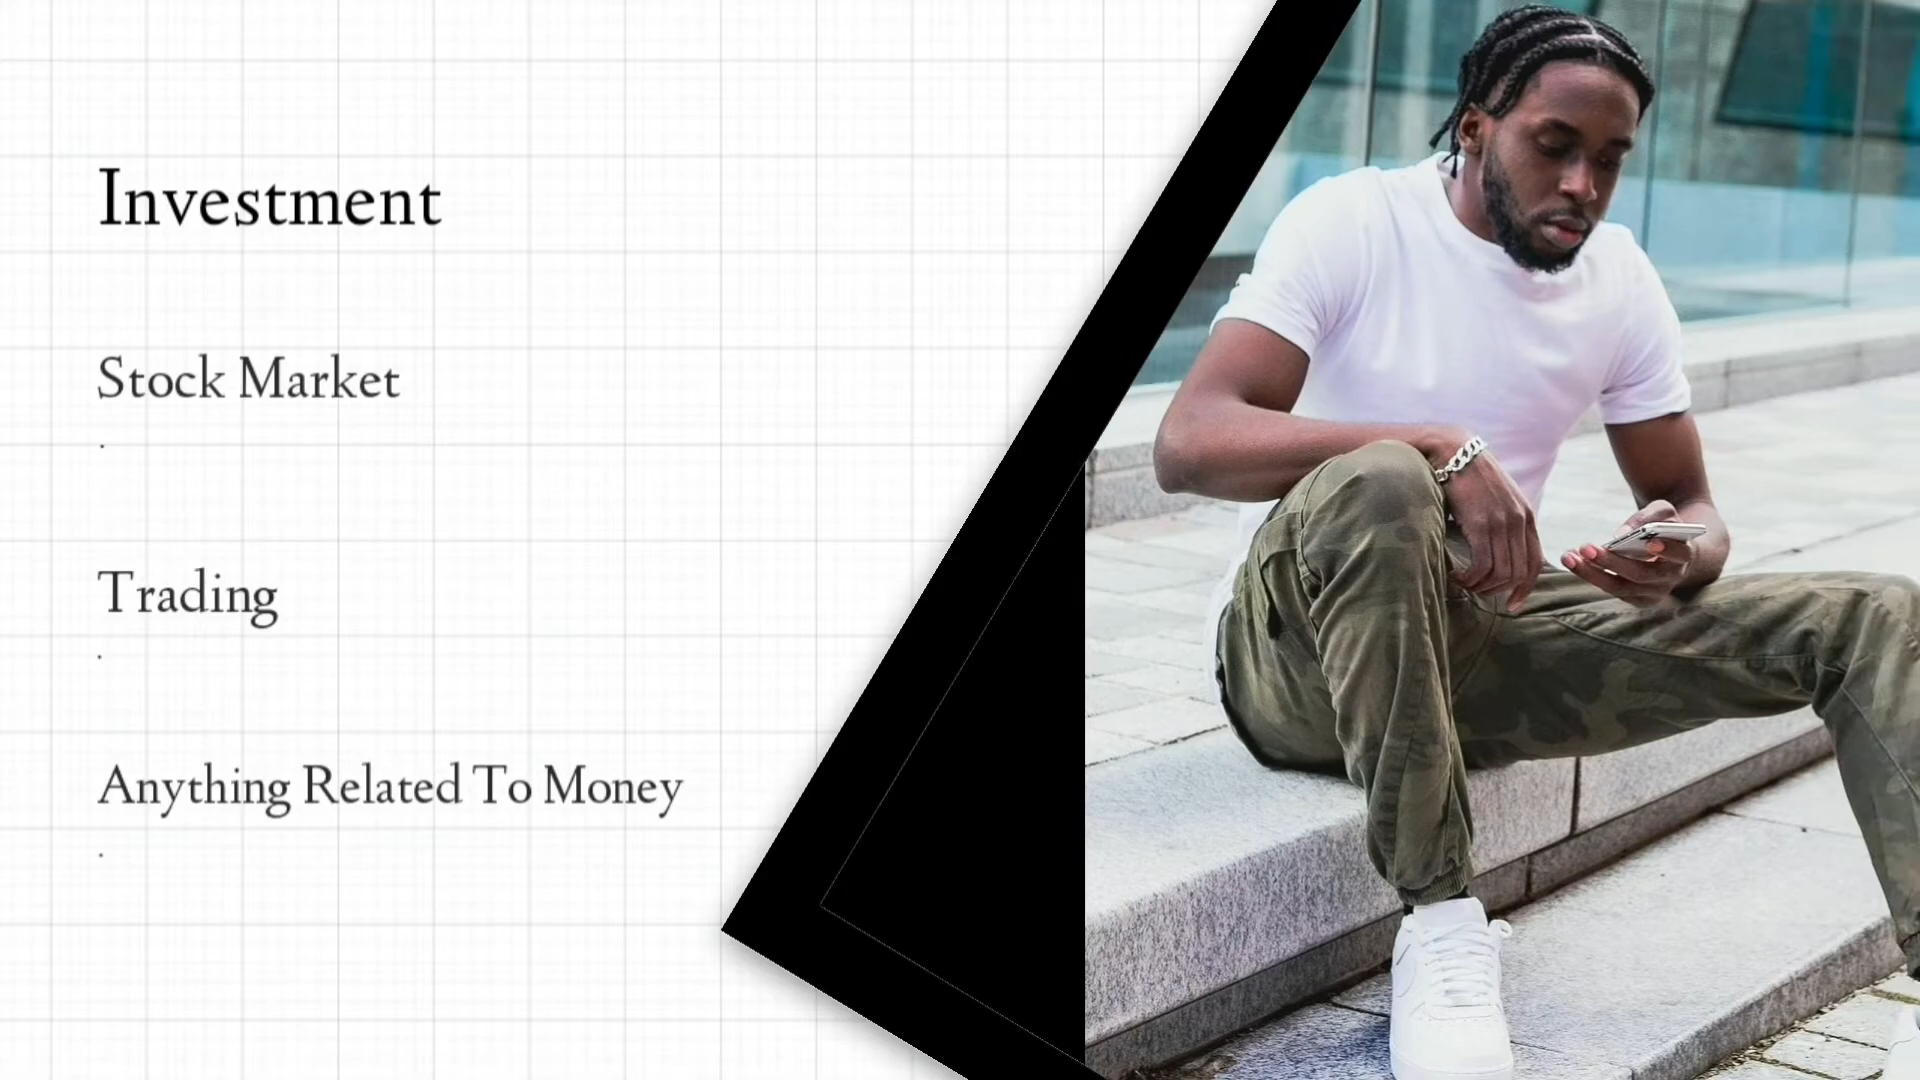 Investment
Stock Market
.
Trading
.
Anything Related To Money
.